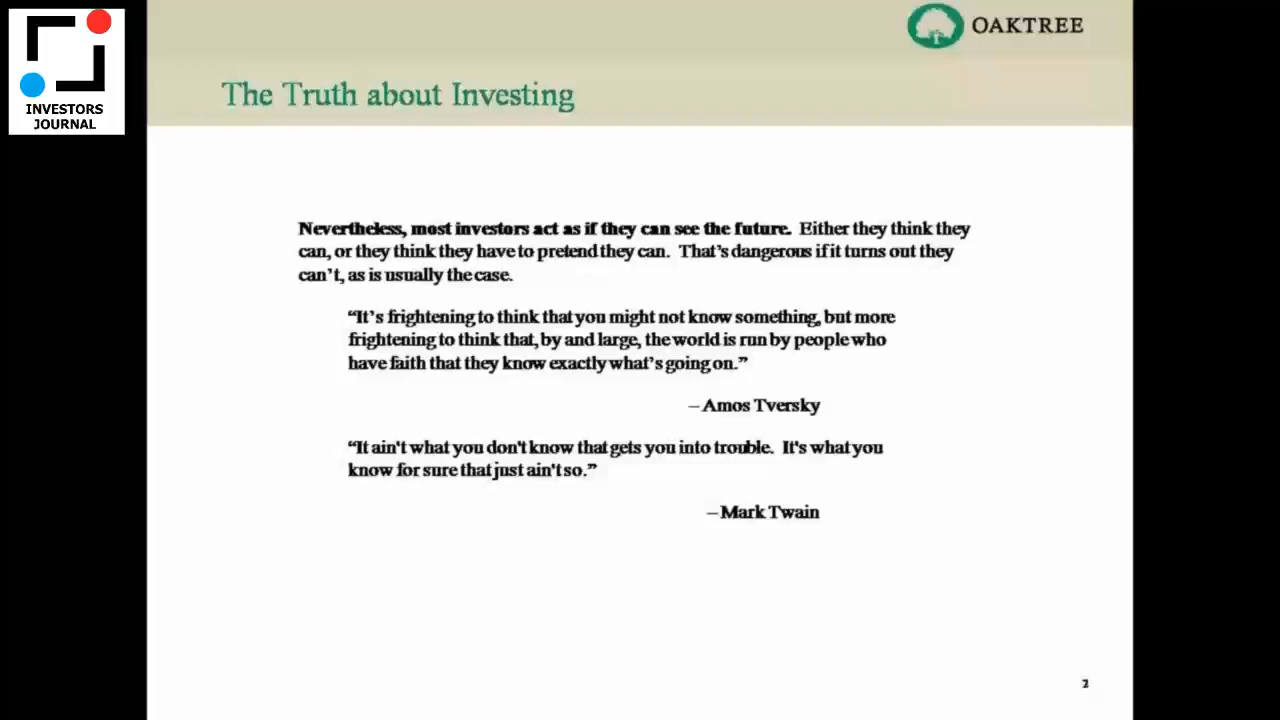 OAKTREE
INVESTORS
JOURNAL
The Truth about Investing
Nevertheless, most investors act as if they can see the future. Either they think they
can, or they think they have to pretend they can. That's dangerous if it turns out they
can't, as is usually the case.
“It's frightening to think that you might not know something, but more
frightening to think that, by and large, the world is run by people who
have faith that they know exactly what's going on.”
– Amos Tversky
“It ain't what you don't know that gets you into trouble. It's what you
know for sure that just ain't so.”
– Mark Twain
2